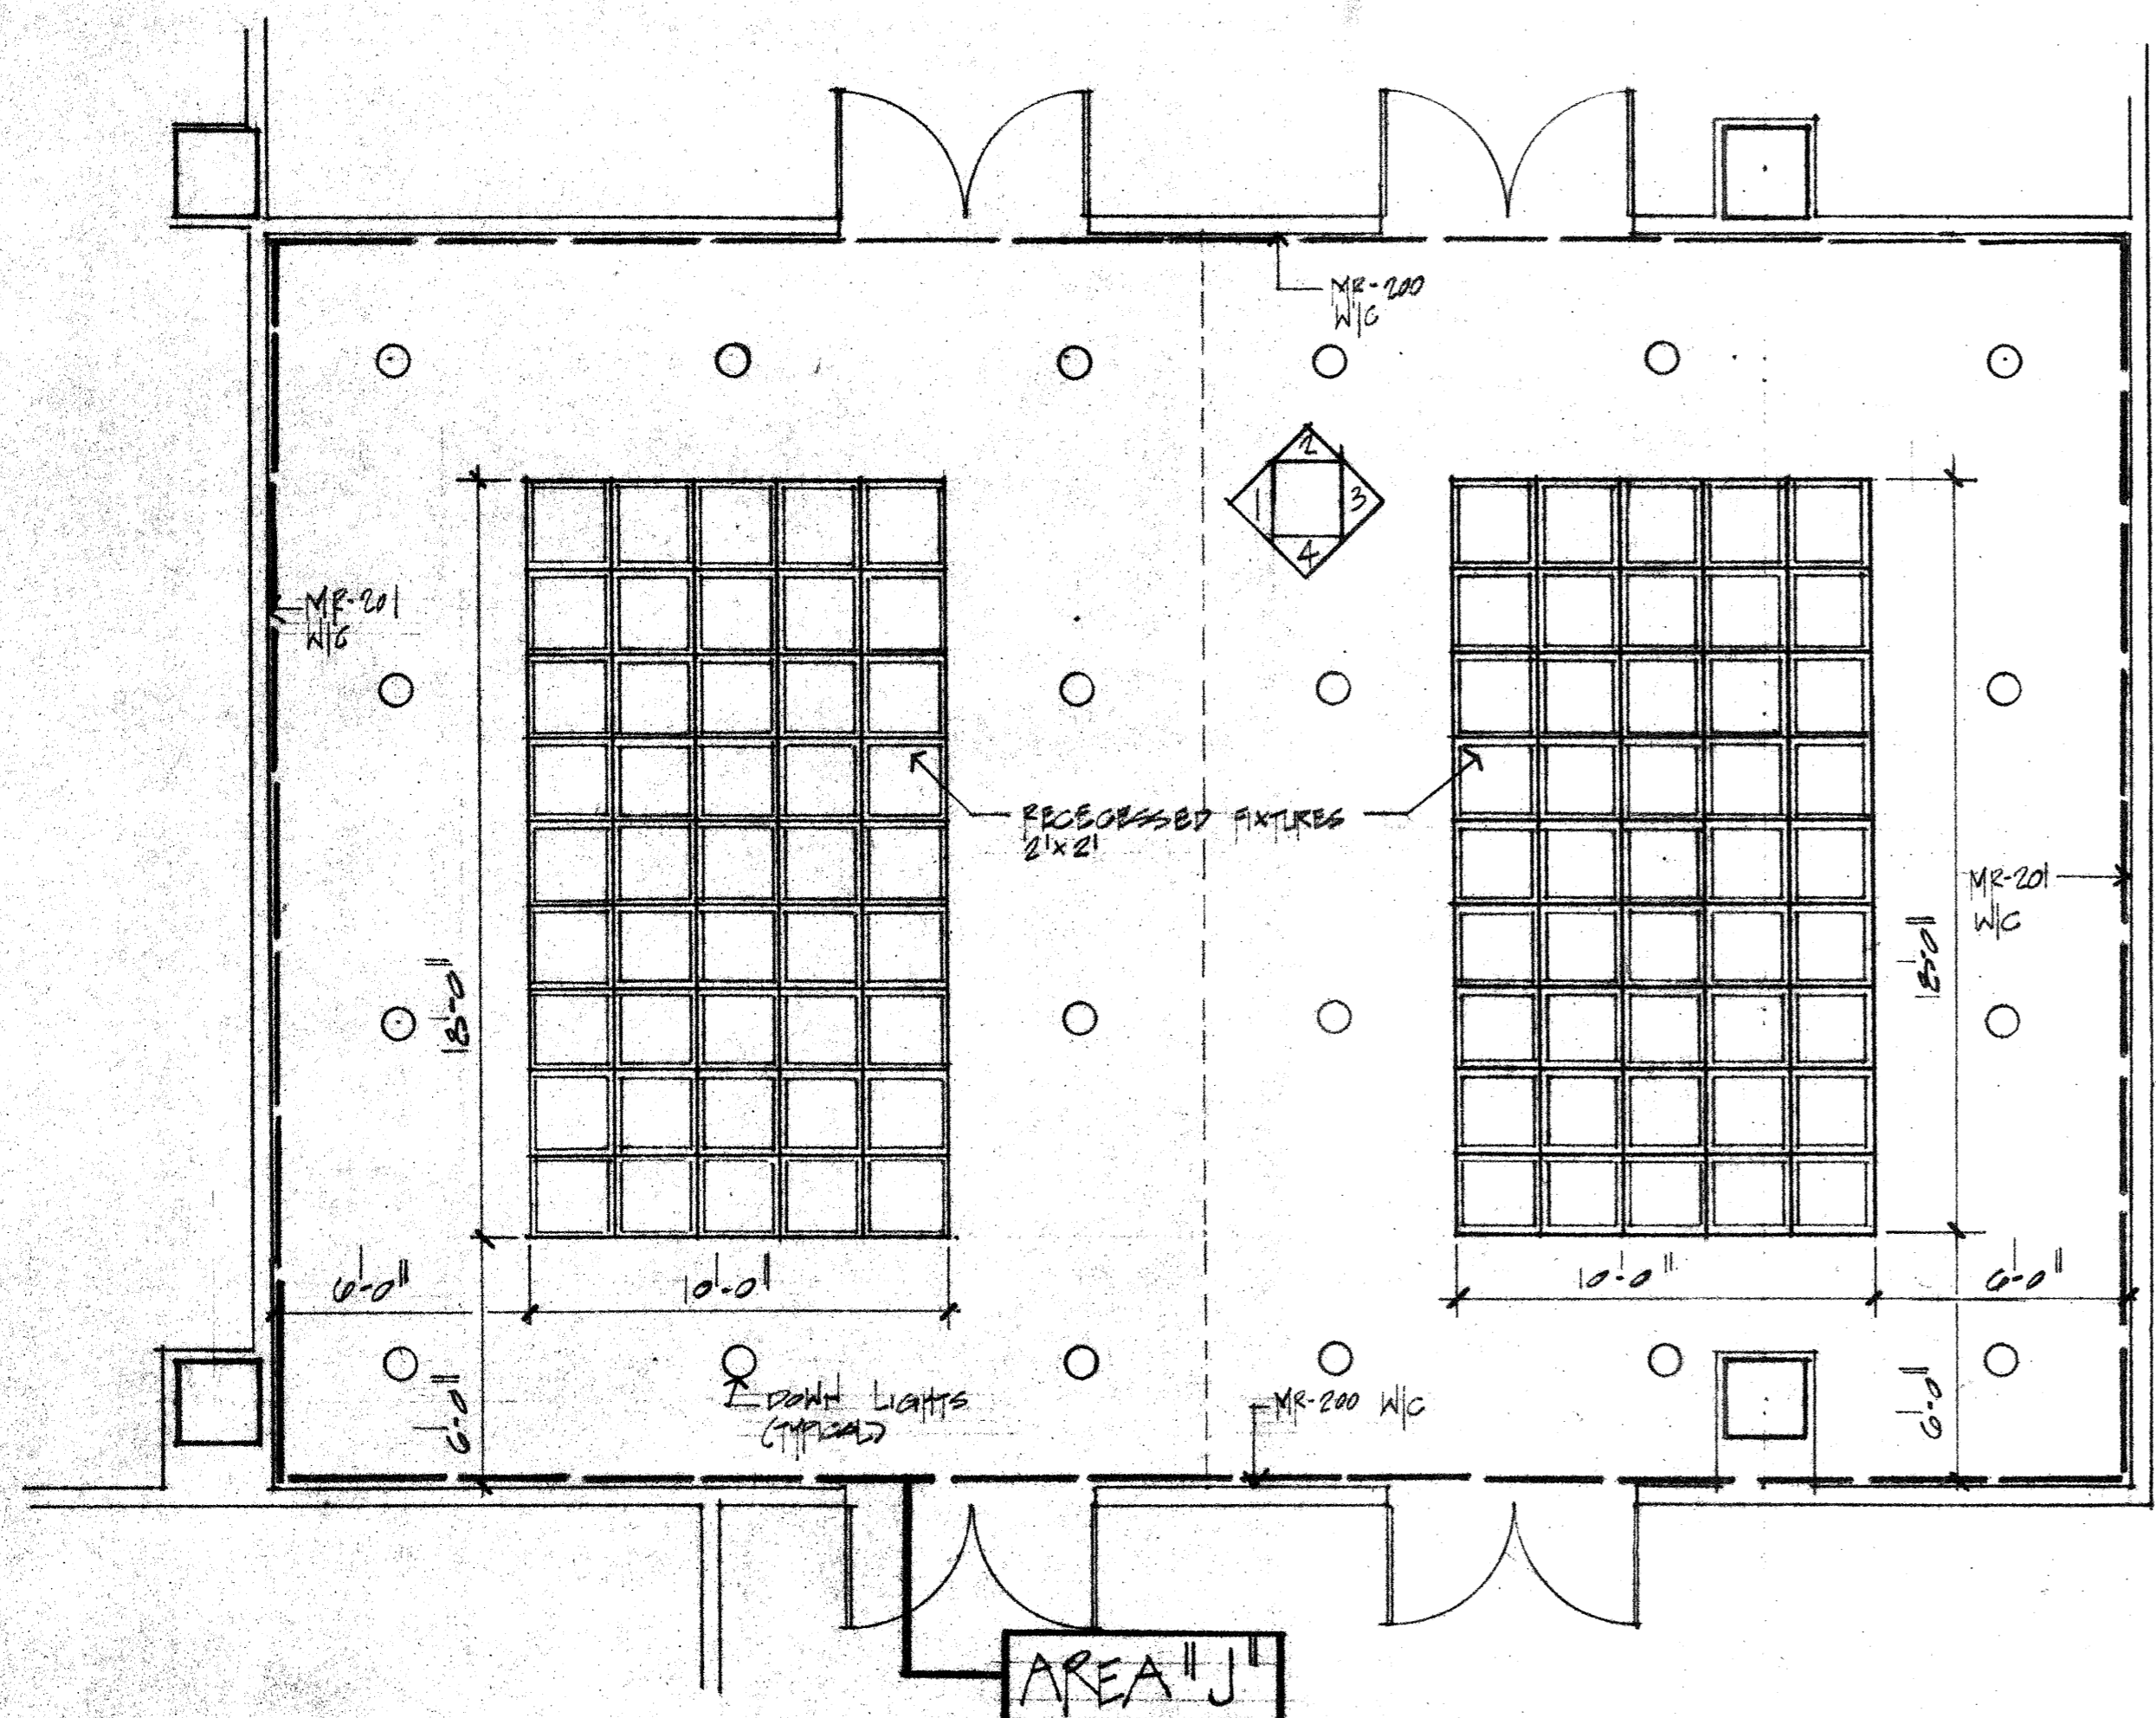 MR-200
W/C
2
1
3
4
MR-201
W/C
RECECESSED FIXTURES
2'x2'
MR-201
W/C
18'-0"
18'-0"
6'-0"
10'-0"
10'-0"
6'-0"
DOWN LIGHTS
(TYPICAL)
6'-0"
MR-200 W/C
6'-0"
AREA "J"